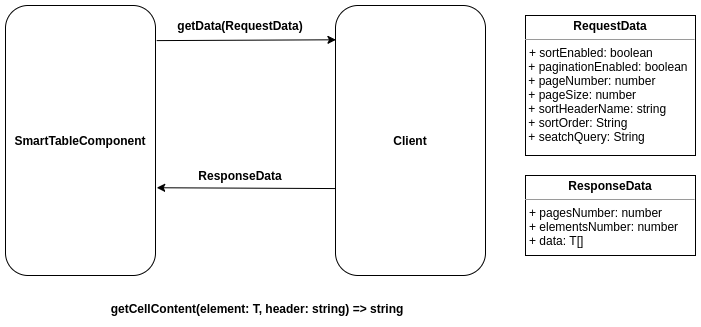 getData(RequestData)
SmartTableComponent
Client
ResponseData
getCellContent(element: T, header: string) => string
RequestData
+ sortEnabled: boolean
+ paginationEnabled: boolean
+ pageNumber: number
+ pageSize: number
+ sortHeaderName: string
+ sortOrder: String
+ seatchQuery: String
ResponseData
+ pagesNumber: number
+ elementsNumber: number
+ data: T[]